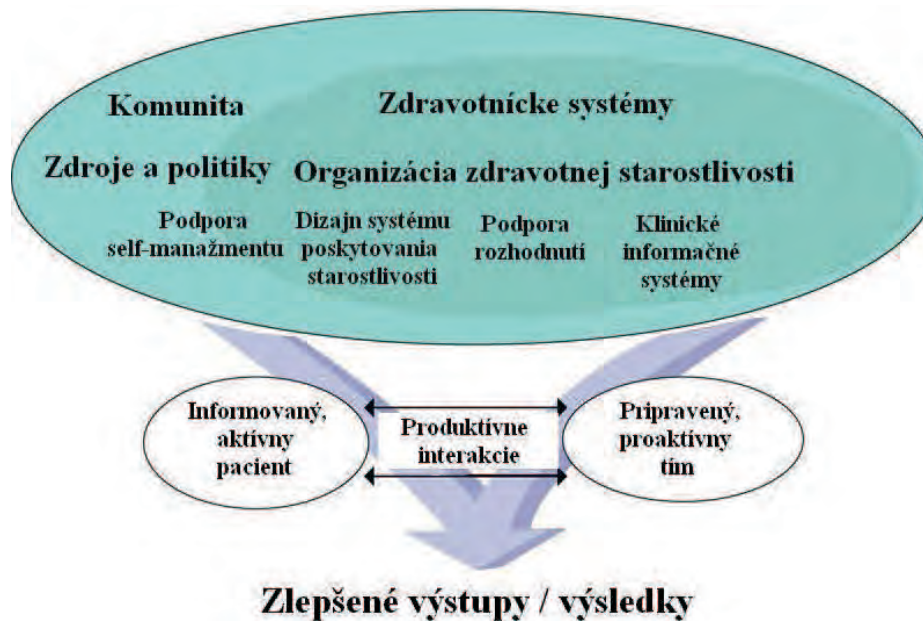 Komunita
Zdravotnícke systémy
Zdroje a politiky
Organizácia zdravotnej starostlivosti
Podpora
self-manažmentu
Dizajn systému
poskytovania
starostlivosti
Podpora
rozhodnutí
Klinické
informačné
systémy
Informovaný,
aktívny
pacient
Produktívne
interakcie
Pripravený,
proaktívny
tím
Zlepšené výstupy / výsledky